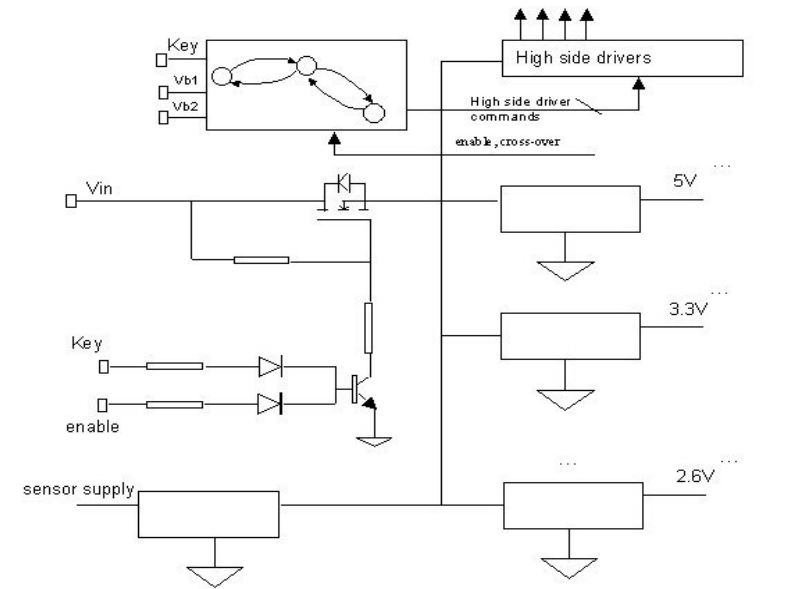 Key
Vb1
Vb2
High side drivers
High side driver
commands
enable,cross-over
Vin
5V
...
3.3V
...
Key
enable
sensor supply
...
2.6V
...